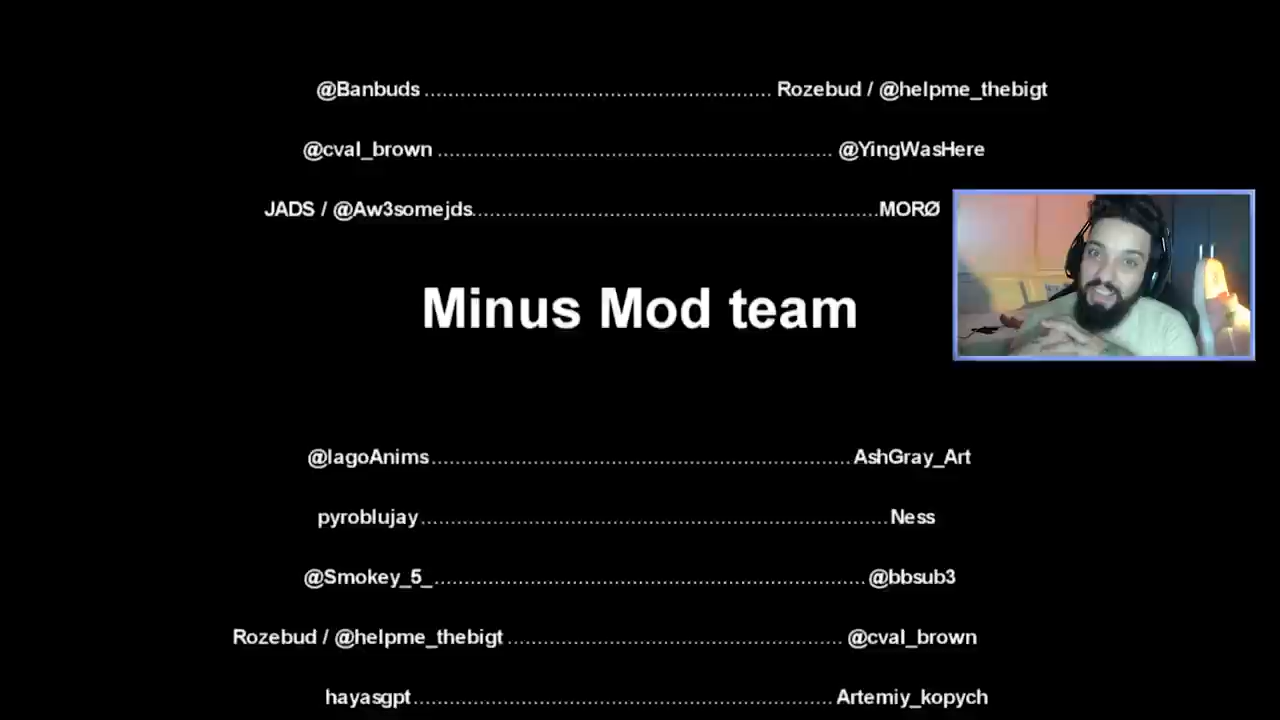 @Banbuds ........................................................... Rozebud / @helpme_thebigt
@cval_brown ................................................................... @YingWasHere
JADS / @Aw3somejds.....................................................................MORØ
Minus Mod team
@IagoAnims........................................................................AshGray_Art
pyroblujay................................................................................Ness
@Smokey_5_.........................................................................@bbsub3
Rozebud / @helpme_thebigt ......................................................... @cval_brown
hayasgpt........................................................................Artemiy_kopych